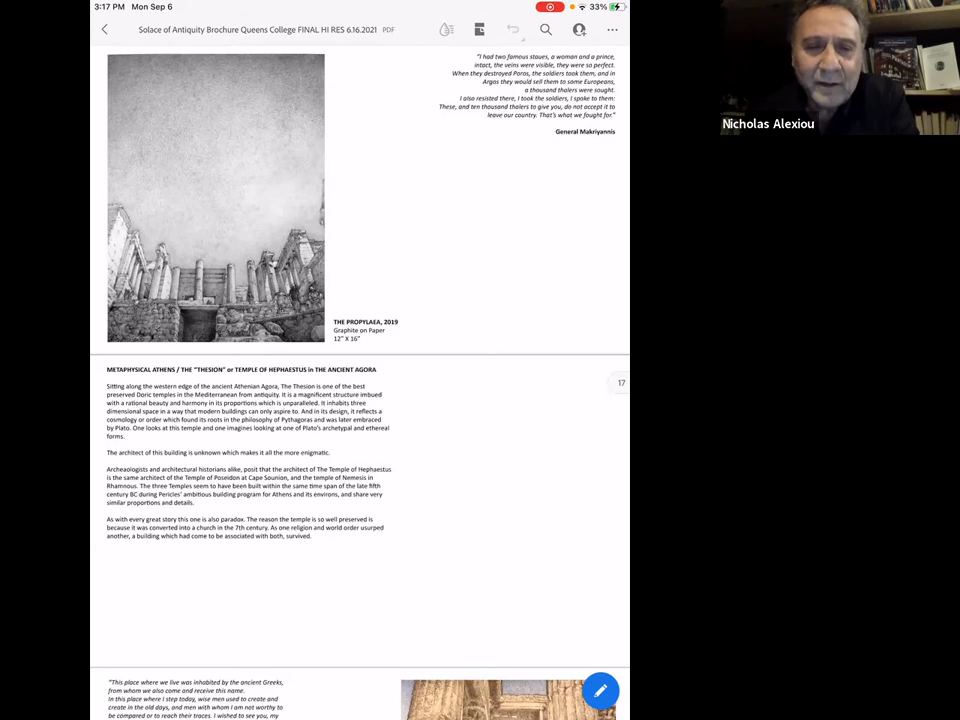 3:17 PM Mon Sep 6
33%
Solace of Antiquity Brochure Queens College FINAL HI RES 6.16.2021 PDF
Nicholas Alexiou
"I had two famous staues, a woman and a prince,
intact, the veins were visible, they were so perfect.
When they destroyed Poros, the soldiers took them, and in
Argos they would sell them to some Europeans,
a thousand thalers were sought.
I also resisted there, I took the soldiers, I spoke to them:
These, and ten thousand thalers to give you, do not accept it to
leave our country. That's what we fought for."
General Makriyannis
THE PROPYLAEA, 2019
Graphite on Paper
12" X 16"
METAPHYSICAL ATHENS / THE "THESION" or TEMPLE OF HEPHAESTUS in THE ANCIENT AGORA
17
Sitting along the western edge of the ancient Athenian Agora, The Thesion is one of the best
preserved Doric temples in the Mediterranean from antiquity. It is a magnificent structure imbued
with a rational beauty and harmony in its proportions which is unparalleled. It inhabits three
dimensional space in a way that modern buildings can only aspire to. And in its design, it reflects a
cosmology or order which found its roots in the philosophy of Pythagoras and was later embraced
by Plato. One looks at this temple and one imagines looking at one of Plato's archetypal and ethereal
forms.
The architect of this building is unknown which makes it all the more enigmatic.
Archaeologists and architectural historians alike, posit that the architect of The Temple of Hephaestus
is the same architect of the Temple of Poseidon at Cape Sounion, and the temple of Nemesis in
Rhamnous. The three Temples seem to have been built within the same time span of the late fifth
century BC during Pericles' ambitious building program for Athens and its environs, and share very
similar proportions and details.
As with every great story this one is also paradox. The reason the temple is so well preserved is
because it was converted into a church in the 7th century. As one religion and world order usurped
another, a building which had come to be associated with both, survived.
"This place where we live was inhabited by the ancient Greeks,
from whom we also come and receive this name.
In this place where I step today, wise men used to create and
create in the old days, and men with whom I am not worthy to
be compared or to reach their traces. I wished to see you, my